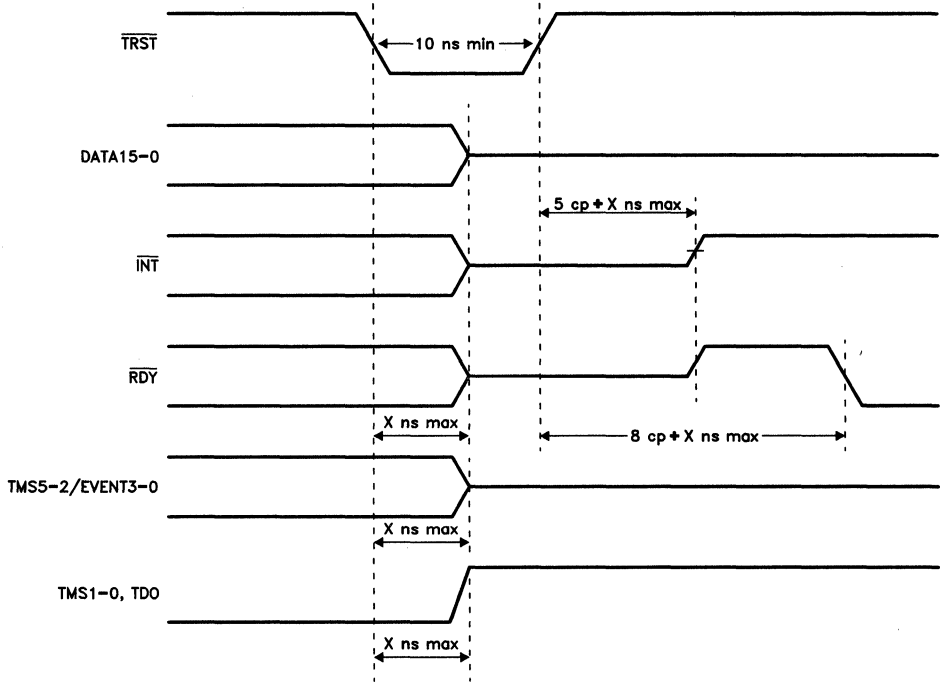 TRST
10 ns min
DATA15-0
5 cp + X ns max
INT
RDY
X ns max
8 cp + X ns max
TMS5-2/EVENT3-0
X ns max
TMS1-0, TDO
X ns max